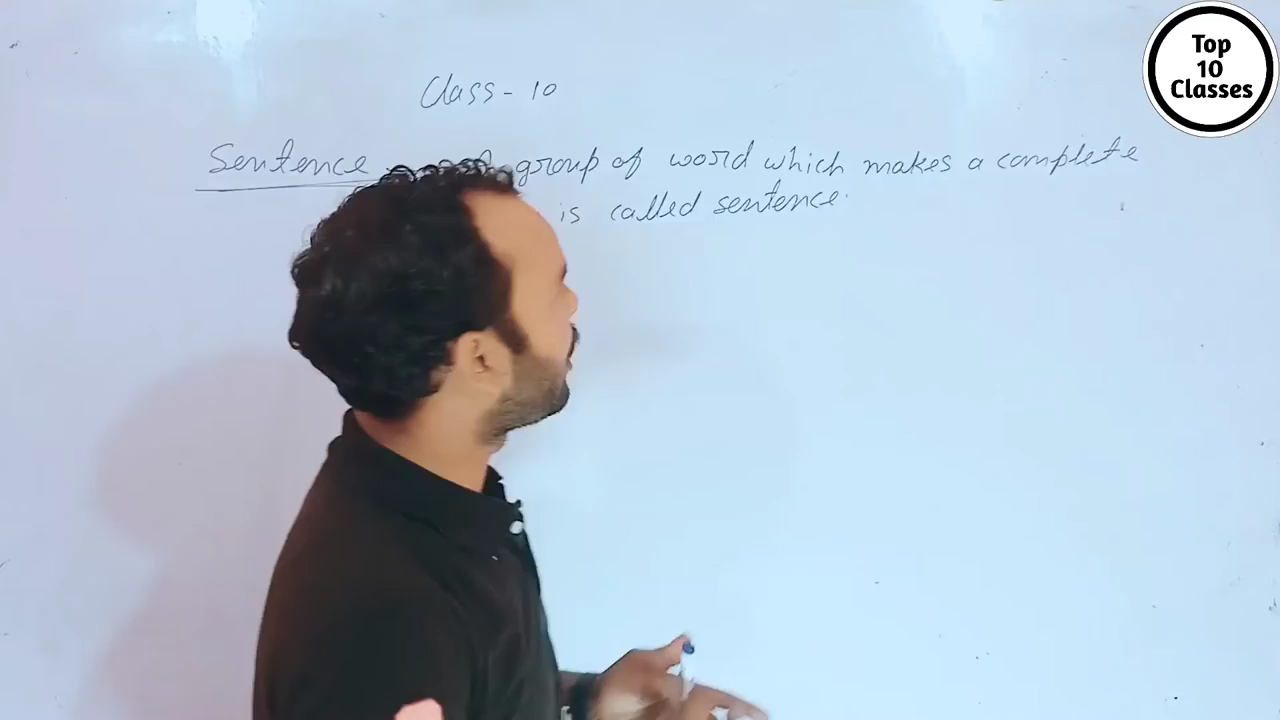 Class - 10
Sentence group of word which makes a complete
is called sentence.
Top
10
Classes